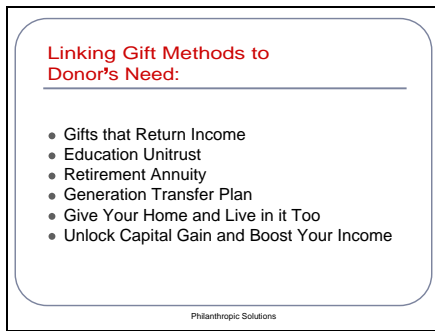 Linking Gift Methods to
Donor's Need:
● Gifts that Return Income
● Education Unitrust
● Retirement Annuity
● Generation Transfer Plan
● Give Your Home and Live in it Too
● Unlock Capital Gain and Boost Your Income
Philanthropic Solutions